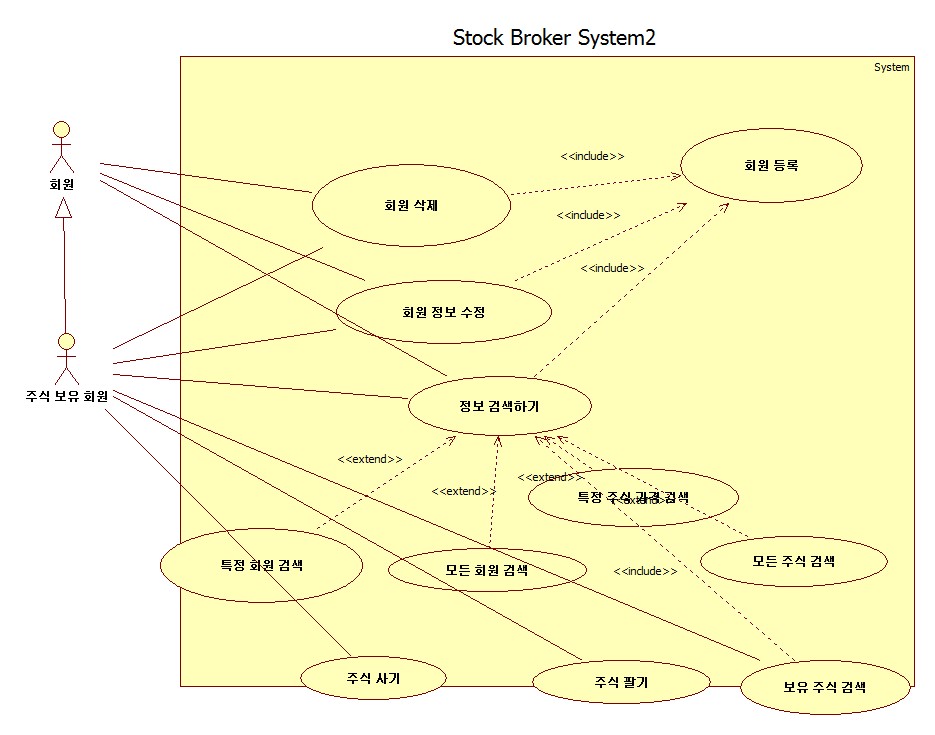 Stock Broker System2
System
회원
회원 등록
<<include>>
회원 삭제
<<include>>
<<include>>
회원 정보 수정
주식 보유 회원
정보 검색하기
<<extend>>
<<extend>>
<<extend>>
특정 주식 가격 검색
<<extend>>
특정 회원 검색
모든 회원 검색
모든 주식 검색
<<include>>
주식 사기
주식 팔기
보유 주식 검색